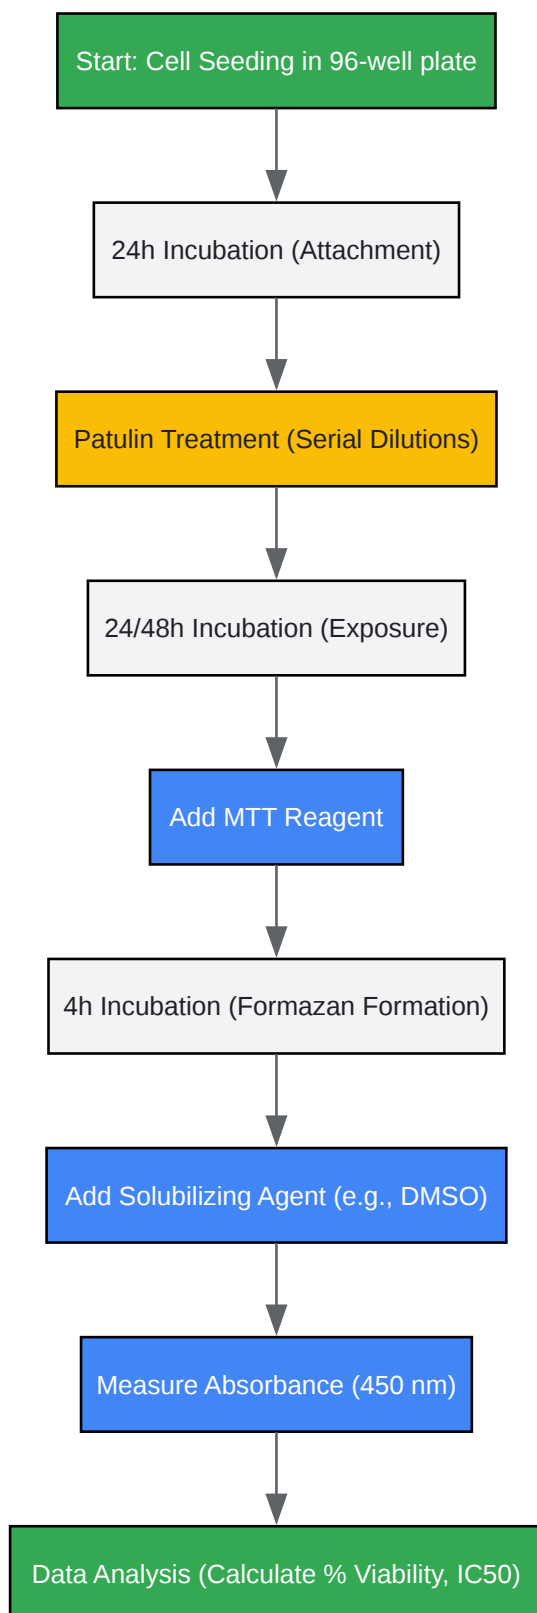 Start: Cell Seeding in 96-well plate
24h Incubation (Attachment)
Patulin Treatment (Serial Dilutions)
24/48h Incubation (Exposure)
Add MTT Reagent
4h Incubation (Formazan Formation)
Add Solubilizing Agent (e.g., DMSO)
Measure Absorbance (450 nm)
Data Analysis (Calculate % Viability, IC50)